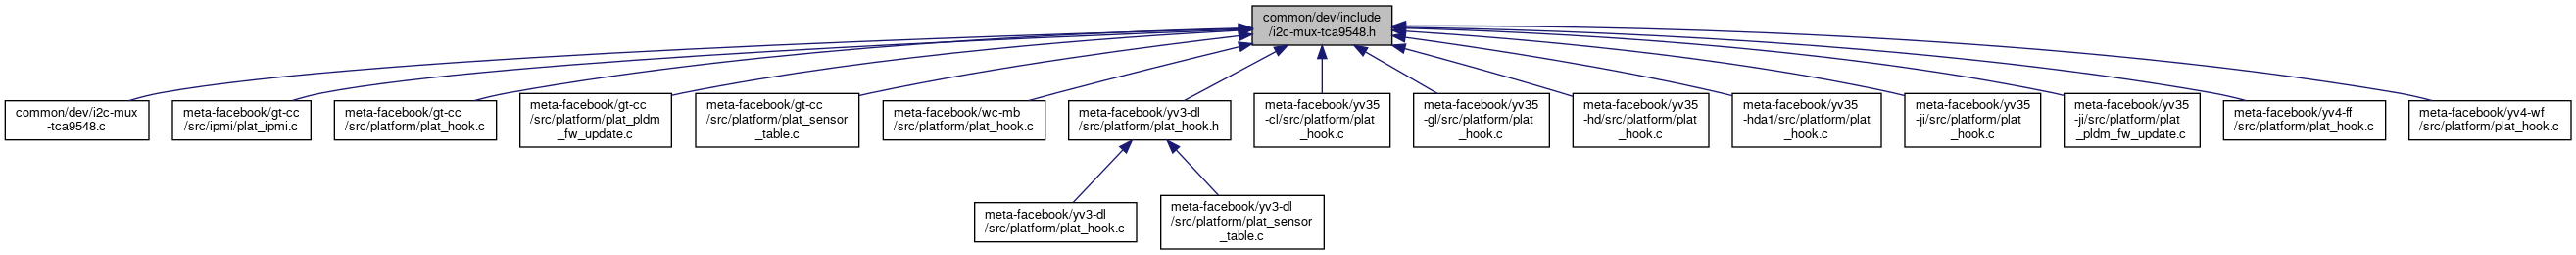 common/dev/include
/i2c-mux-tca9548.h
common/dev/i2c-mux
-tca9548.c
meta-facebook/gt-cc
/src/ipmi/plat_ipmi.c
meta-facebook/gt-cc
/src/platform/plat_hook.c
meta-facebook/gt-cc
/src/platform/plat_pldm
_fw_update.c
meta-facebook/gt-cc
/src/platform/plat_sensor
_table.c
meta-facebook/wc-mb
/src/platform/plat_hook.c
meta-facebook/yv3-dl
/src/platform/plat_hook.h
meta-facebook/yv35
-cl/src/platform/plat
_hook.c
meta-facebook/yv35
-gl/src/platform/plat
_hook.c
meta-facebook/yv35
-hd/src/platform/plat
_hook.c
meta-facebook/yv35
-hda1/src/platform/plat
_hook.c
meta-facebook/yv35
-ji/src/platform/plat
_hook.c
meta-facebook/yv35
-ji/src/platform/plat
_pldm_fw_update.c
meta-facebook/yv4-ff
/src/platform/plat_hook.c
meta-facebook/yv4-wf
/src/platform/plat_hook.c
meta-facebook/yv3-dl
/src/platform/plat_hook.c
meta-facebook/yv3-dl
/src/platform/plat_sensor
_table.c